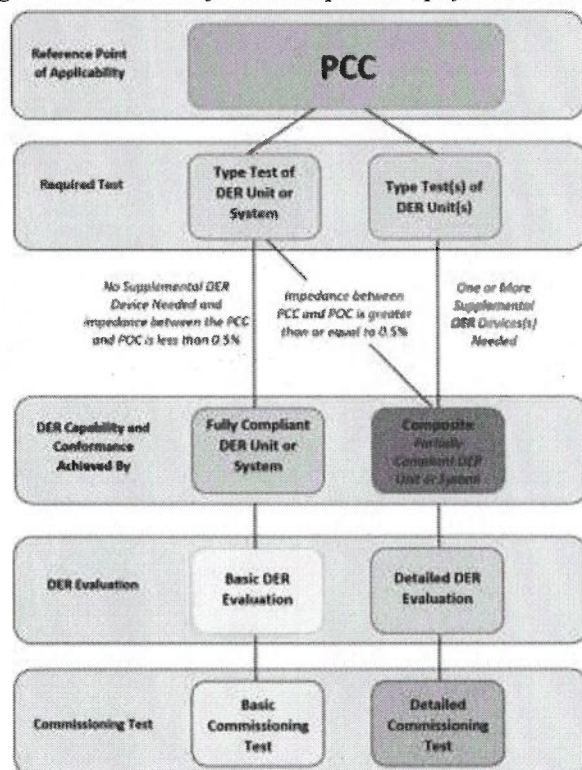 Reference Point
of Applicability
PCC
Required Test
Type Test of
DER Unit or
System
Type Test(s) of
DER Unit(s)
No Supplemental DER
Device Needed and
impedance between the PCC
and POC is less than 0.5%
impedance between
PCC and POC is greater
than or equal to 0.5%
One or More
Supplemental
DER Devices(s)
Needed
DER Capability and
Conformance
Achieved By
Fully Compliant
DER Unit or
System
Composite
Partially
Compliant DER
Unit or System
DER Evaluation
Basic DER
Evaluation
Detailed DER
Evaluation
Commissioning Test
Basic
Commissioning
Test
Detailed
Commissioning
Test